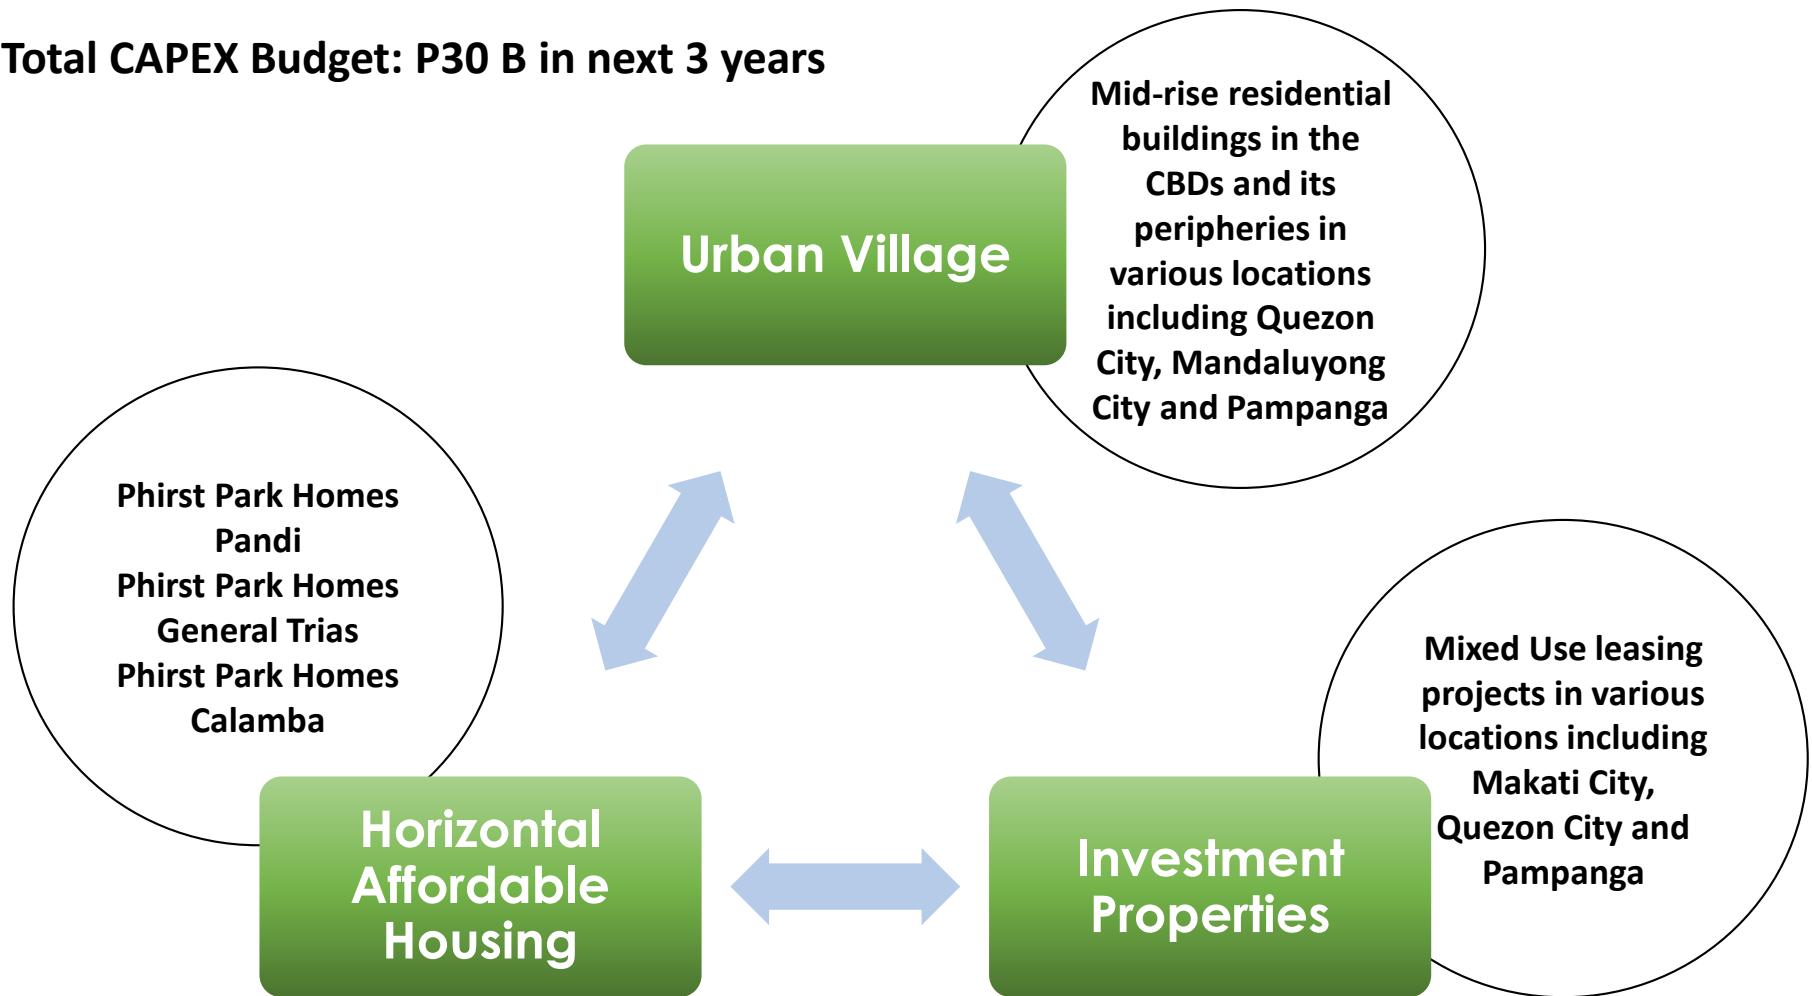 Total CAPEX Budget: P30 B in next 3 years
Mid-rise residential
buildings in the
CBDs and its
peripheries in
various locations
including Quezon
City, Mandaluyong
City and Pampanga
Urban Village
Phirst Park Homes
Pandi
Phirst Park Homes
General Trias
Phirst Park Homes
Calamba
Horizontal
Affordable
Housing
Mixed Use leasing
projects in various
locations including
Makati City,
Quezon City and
Pampanga
Investment
Properties